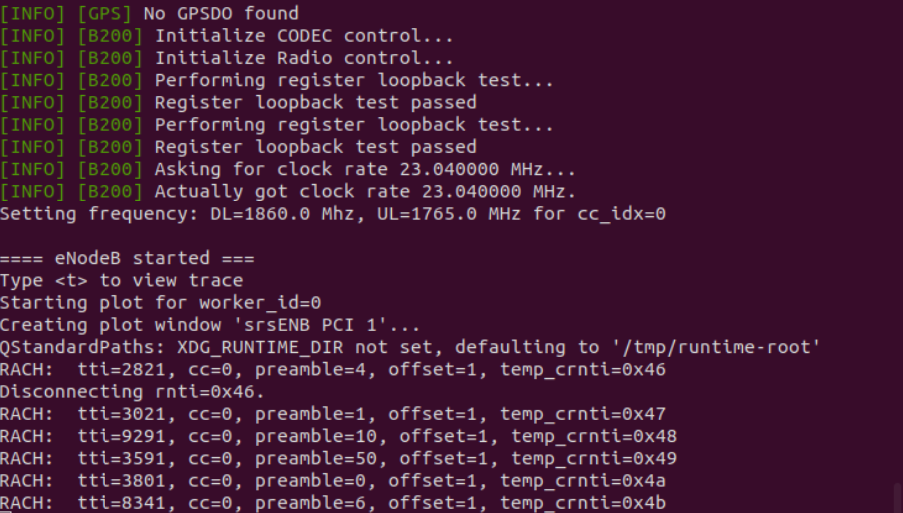 [INFO] [GPS] No GPSDO found
[INFO] [B200] Initialize CODEC control...
[INFO] [B200] Initialize Radio control...
[INFO] [B200] Performing register loopback test...
[INFO] [B200] Register loopback test passed
[INFO] [B200] Performing register loopback test...
[INFO] [B200] Register loopback test passed
[INFO] [B200] Asking for clock rate 23.040000 MHz...
[INFO] [B200] Actually got clock rate 23.040000 MHz.
Setting frequency: DL=1860.0 Mhz, UL=1765.0 MHz for cc_idx=0
==== eNodeB started ===
Type <t> to view trace
Starting plot for worker_id=0
Creating plot window 'srsENB PCI 1'...
QStandardPaths: XDG_RUNTIME_DIR not set, defaulting to '/tmp/runtime-root'
RACH:  tti=2821, cc=0, preamble=4, offset=1, temp_crnti=0x46
Disconnecting rnti=0x46.
RACH:  tti=3021, cc=0, preamble=1, offset=1, temp_crnti=0x47
RACH:  tti=9291, cc=0, preamble=10, offset=1, temp_crnti=0x48
RACH:  tti=3591, cc=0, preamble=50, offset=1, temp_crnti=0x49
RACH:  tti=3801, cc=0, preamble=0, offset=1, temp_crnti=0x4a
RACH:  tti=8341, cc=0, preamble=6, offset=1, temp_crnti=0x4b